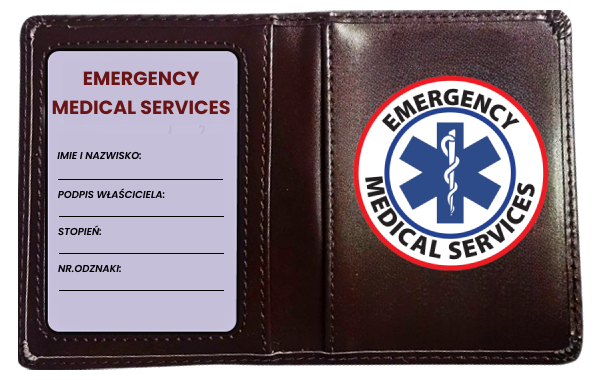 EMERGENCY
MEDICAL SERVICES
IMIE I NAZWISKO:
PODPIS WŁAŚCICIELA:
STOPIEŃ:
NR.ODZNAKI:
EMERGENCY
MEDICAL SERVICES